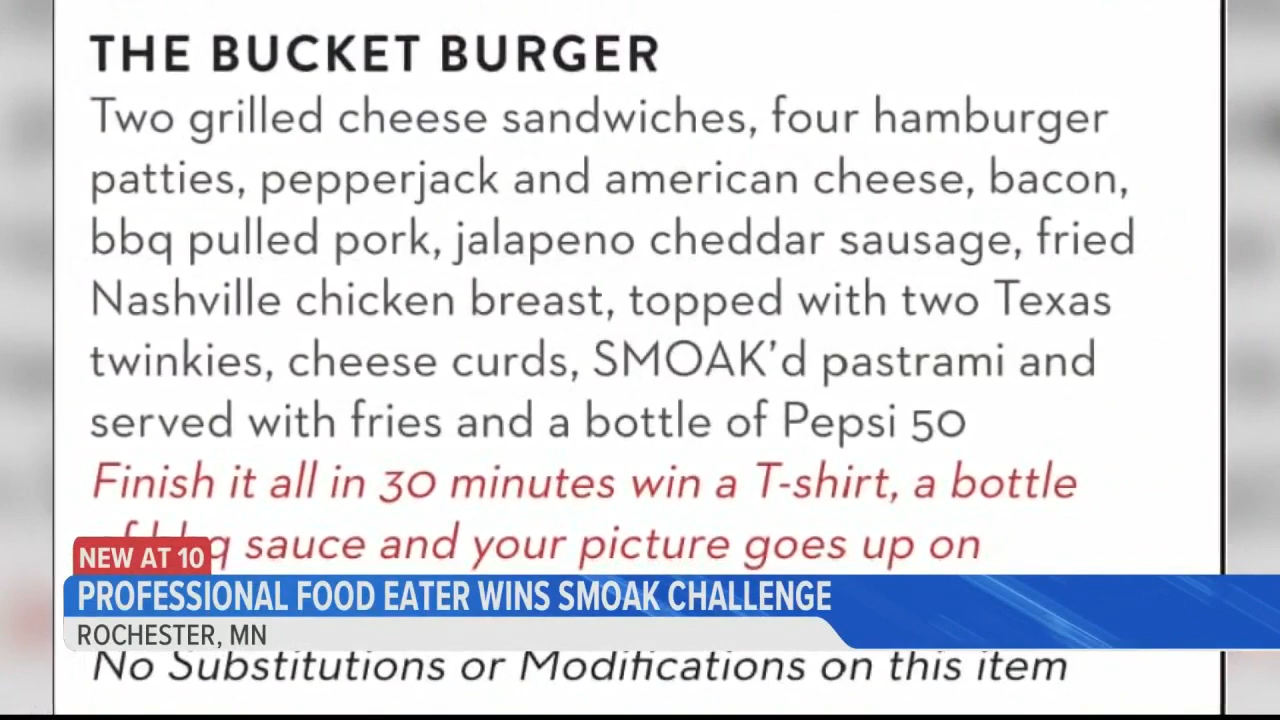 THE BUCKET BURGER
Two grilled cheese sandwiches, four hamburger
patties, pepperjack and american cheese, bacon,
bbq pulled pork, jalapeno cheddar sausage, fried
Nashville chicken breast, topped with two Texas
twinkies, cheese curds, SMOAK'd pastrami and
served with fries and a bottle of Pepsi 50
Finish it all in 30 minutes win a T-shirt, a bottle
of bbq sauce and your picture goes up on
NEW AT 10
PROFESSIONAL FOOD EATER WINS SMOAK CHALLENGE
ROCHESTER, MN
No Substitutions or Modifications on this item